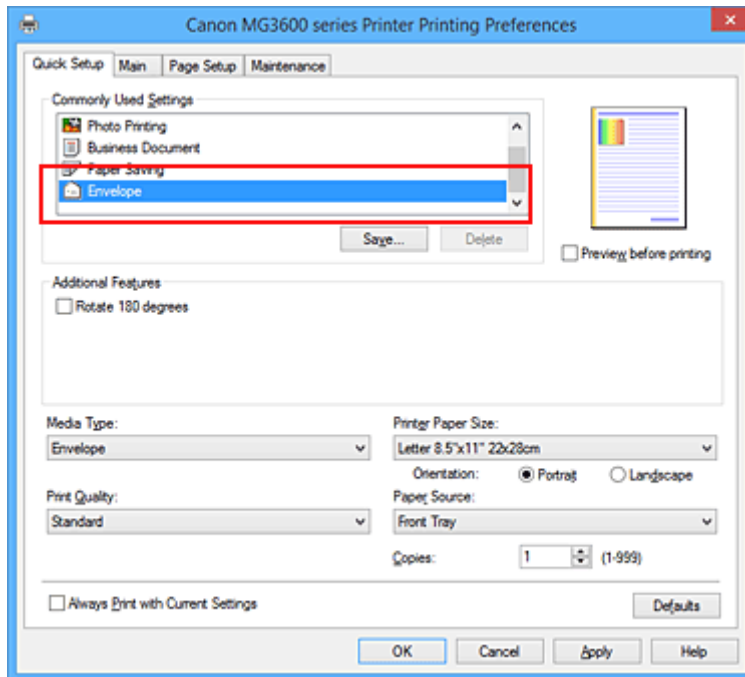 Canon MG3600 series Printer Printing Preferences
Quick Setup Main Page Setup Maintenance
Commonly Used Settings
Photo Printing
Business Document
Paper Saving
Envelope
Save... Delete
Preview before printing
Additional Features
Rotate 180 degrees
Media Type:
Envelope
Printer Paper Size:
Letter 8.5"x11" 22x28cm
Orientation: Portrait Landscape
Print Quality:
Standard
Paper Source:
Front Tray
Copies: 1 (1-999)
Always Print with Current Settings
Defaults
OK Cancel Apply Help